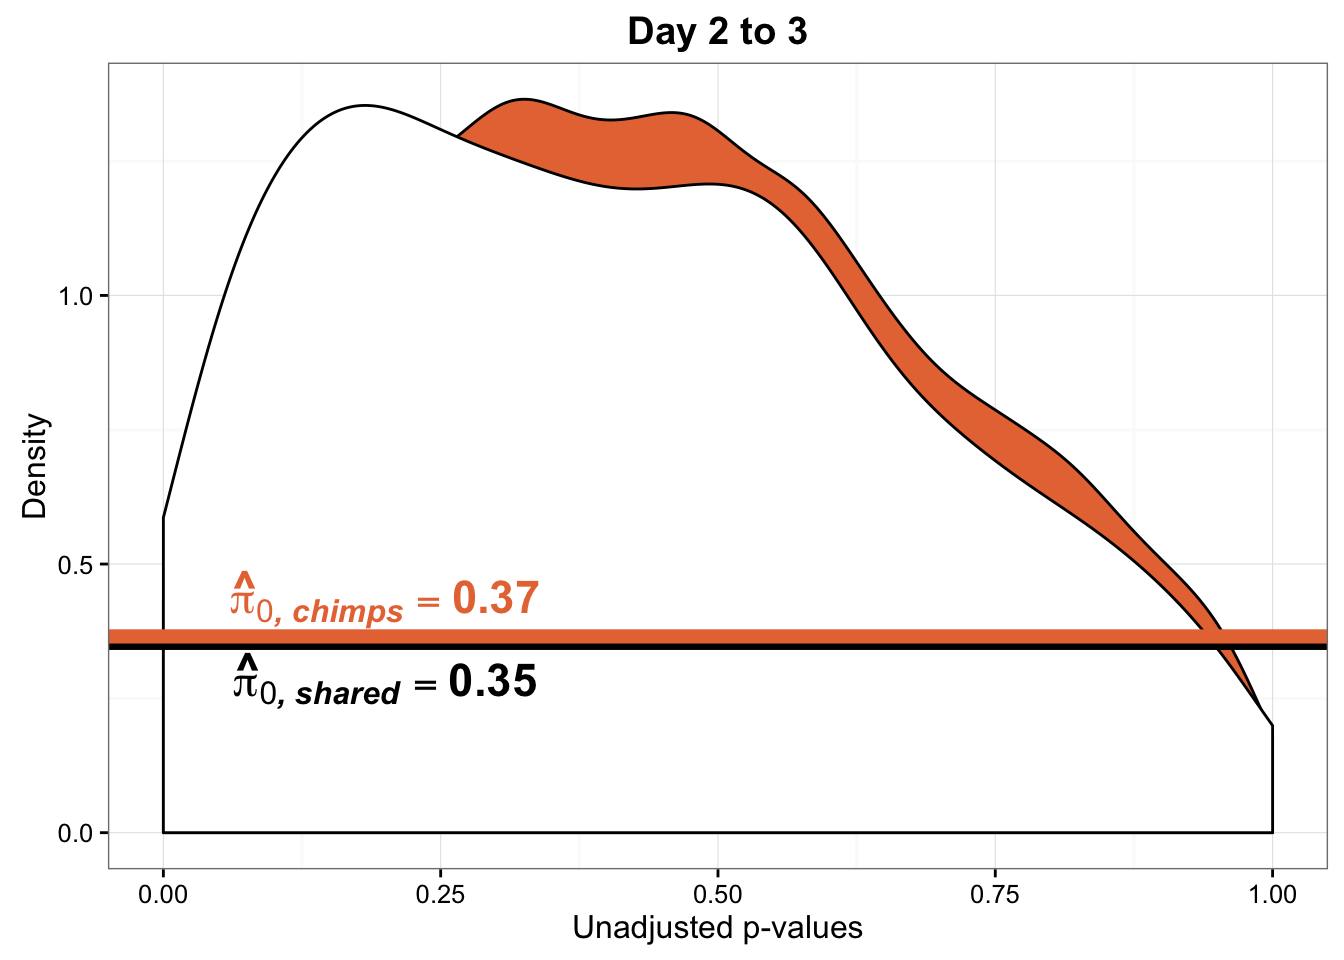 Day 2 to 3
Density
1.0
0.5
0.0
π̂0, chimps = 0.37
π̂0, shared = 0.35
0.00 0.25 0.50 0.75 1.00
Unadjusted p-values